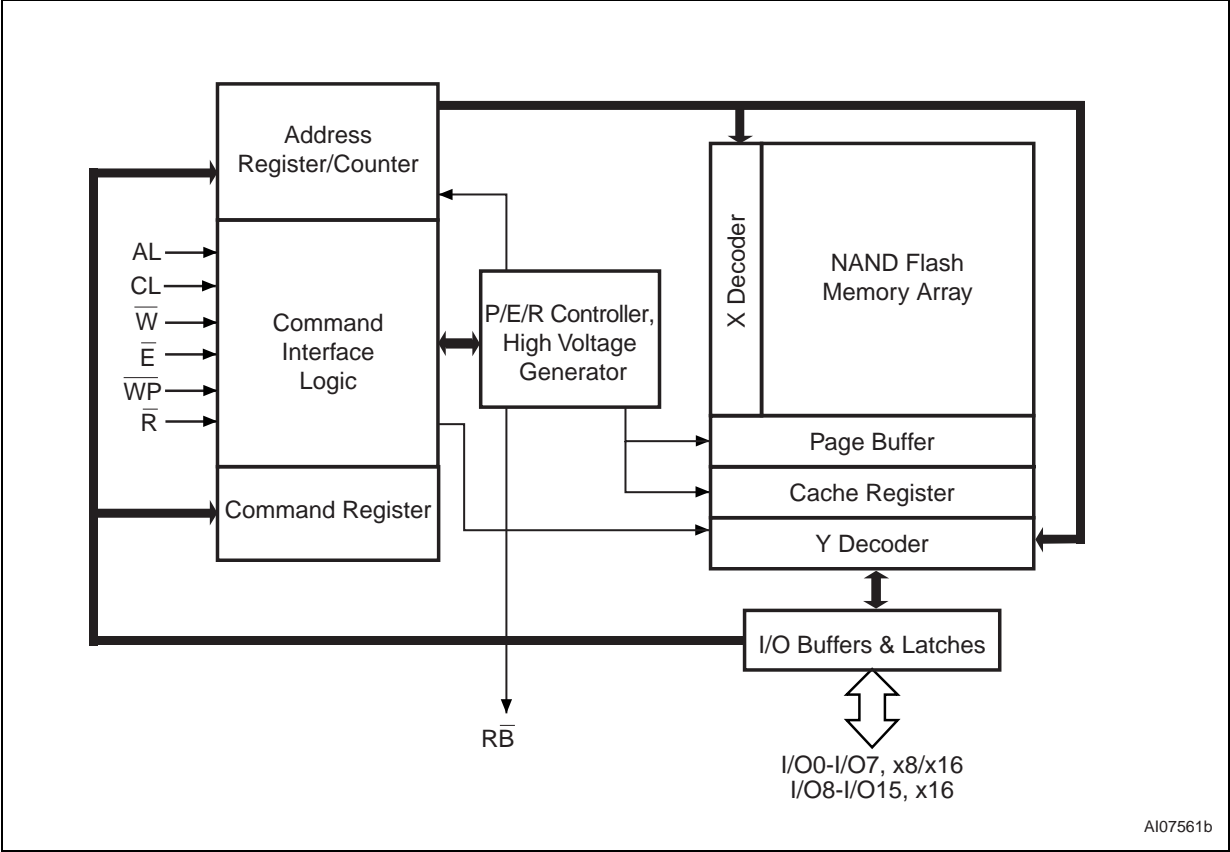 Address
Register/Counter
AL
CL
W̅
E̅
W̅P̅
R̅
Command
Interface
Logic
Command Register
P/E/R Controller,
High Voltage
Generator
RB̅
X Decoder
NAND Flash
Memory Array
Page Buffer
Cache Register
Y Decoder
I/O Buffers & Latches
I/O0-I/O7, x8/x16
I/O8-I/O15, x16
AI07561b